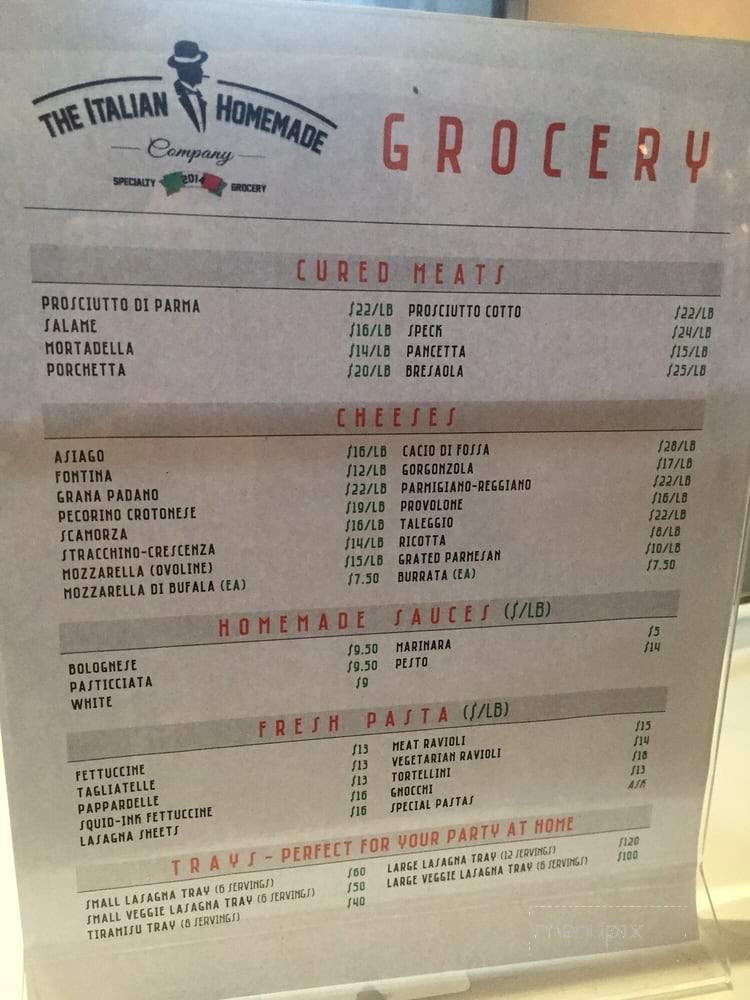 THE ITALIAN HOMEMADE
Company
SPECIALTY 2014 GROCERY
GROCERY
CURED MEATS
PROSCIUTTO DI PARMA $22/LB PROSCIUTTO COTTO $22/LB
SALAME $16/LB SPECK $24/LB
MORTADELLA $14/LB PANCETTA $15/LB
PORCHETTA $20/LB BRESAOLA $25/LB
CHEESES
ASIAGO $16/LB CACIO DI FOSSA $28/LB
FONTINA $12/LB GORGONZOLA $17/LB
GRANA PADANO $22/LB PARMIGIANO-REGGIANO $22/LB
PECORINO CROTONESE $19/LB PROVOLONE $16/LB
SCAMORZA $16/LB TALEGGIO $22/LB
STRACCHINO-CRESCENZA $14/LB RICOTTA $8/LB
MOZZARELLA (OVOLINE) $15/LB GRATED PARMESAN $10/LB
MOZZARELLA DI BUFALA (EA) $7.50 BURRATA (EA) $7.50
HOMEMADE SAUCES ($/LB)
BOLOGNESE $9.50 MARINARA $5
PASTICCIATA $9.50 PESTO $14
WHITE $9
FRESH PASTA ($/LB)
FETTUCCINE $13 MEAT RAVIOLI $15
TAGLIATELLE $13 VEGETARIAN RAVIOLI $14
PAPPARDELLE $13 TORTELLINI $18
SQUID-INK FETTUCCINE $16 GNOCCHI $13
LASAGNA SHEETS $16 SPECIAL PASTAS ASK
TRAYS - PERFECT FOR YOUR PARTY AT HOME
SMALL LASAGNA TRAY (6 SERVINGS) $60 LARGE LASAGNA TRAY (12 SERVINGS) $120
SMALL VEGGIE LASAGNA TRAY (6 SERVINGS) $50 LARGE VEGGIE LASAGNA TRAY (6 SERVINGS) $100
TIRAMISU TRAY (6 SERVINGS) $40
menupix